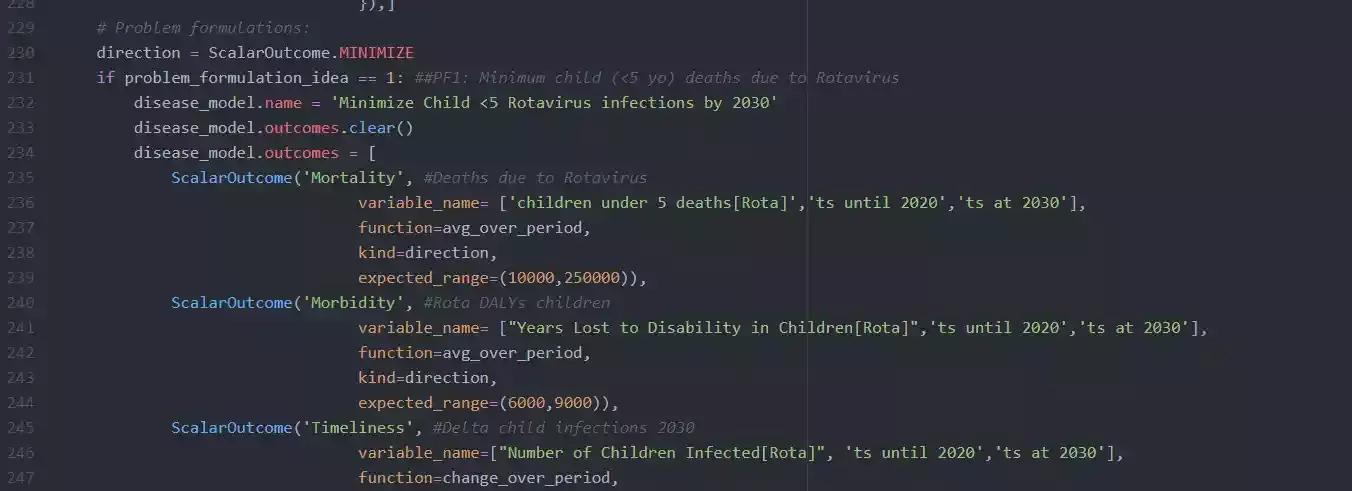 228                                     }),]
229         # Problem formulations:
230         direction = ScalarOutcome.MINIMIZE
231         if problem_formulation_idea == 1: ##PF1: Minimum child (<5 yo) deaths due to Rotavirus
232             disease_model.name = 'Minimize Child <5 Rotavirus infections by 2030'
233             disease_model.outcomes.clear()
234             disease_model.outcomes = [
235                 ScalarOutcome('Mortality', #Deaths due to Rotavirus
236                                     variable_name= ['children under 5 deaths[Rota]','ts until 2020','ts at 2030'],
237                                     function=avg_over_period,
238                                     kind=direction,
239                                     expected_range=(10000,250000)),
240                 ScalarOutcome('Morbidity', #Rota DALYs children
241                                     variable_name= ["Years Lost to Disability in Children[Rota]",'ts until 2020','ts at 2030'],
242                                     function=avg_over_period,
243                                     kind=direction,
244                                     expected_range=(6000,9000)),
245                 ScalarOutcome('Timeliness', #Delta child infections 2030
246                                     variable_name=["Number of Children Infected[Rota]", 'ts until 2020','ts at 2030'],
247                                     function=change_over_period,